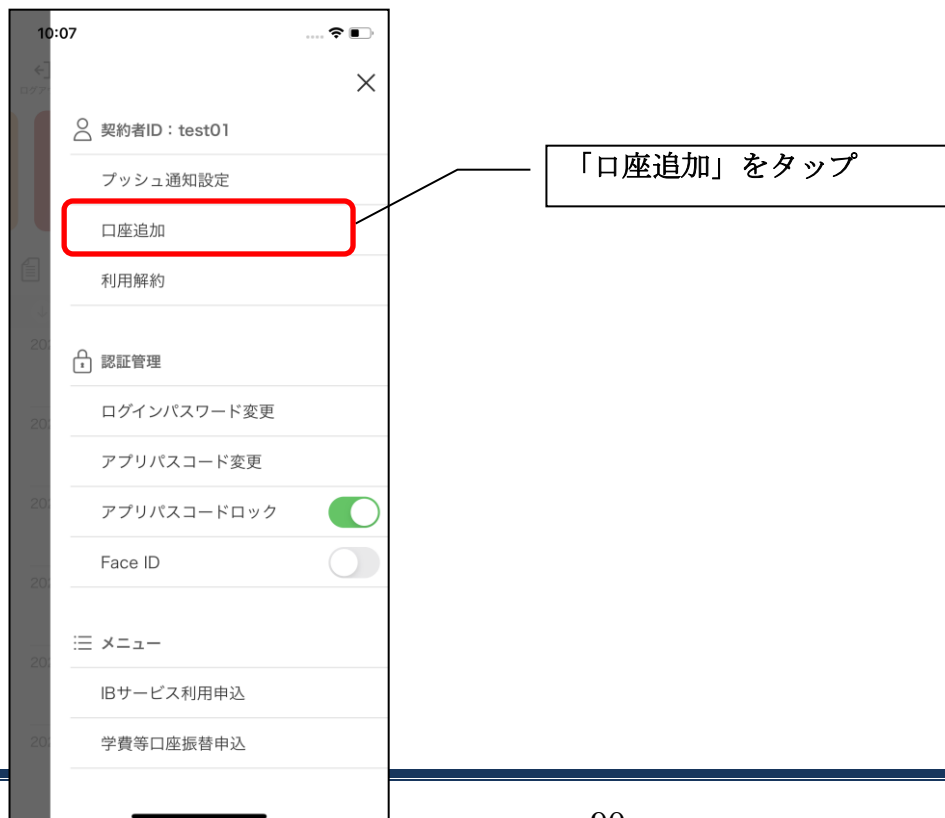 10:07
契約者ID：test01
プッシュ通知設定
口座追加
「口座追加」をタップ
利用解約
認証管理
ログインパスワード変更
アプリパスコード変更
アプリパスコードロック
Face ID
メニュー
IBサービス利用申込
学費等口座振替申込